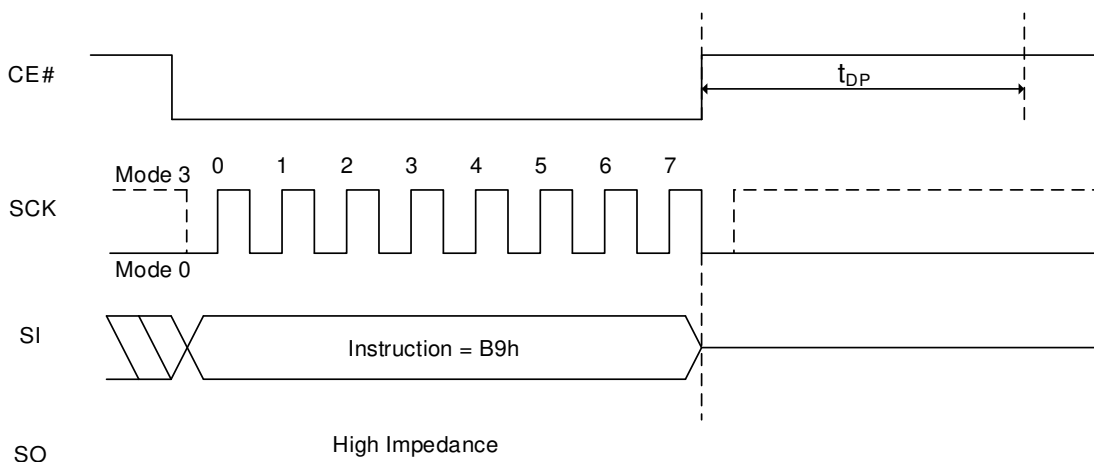 CE#
tDP
Mode 3
0 1 2 3 4 5 6 7
SCK
Mode 0
SI
Instruction = B9h
High Impedance
SO